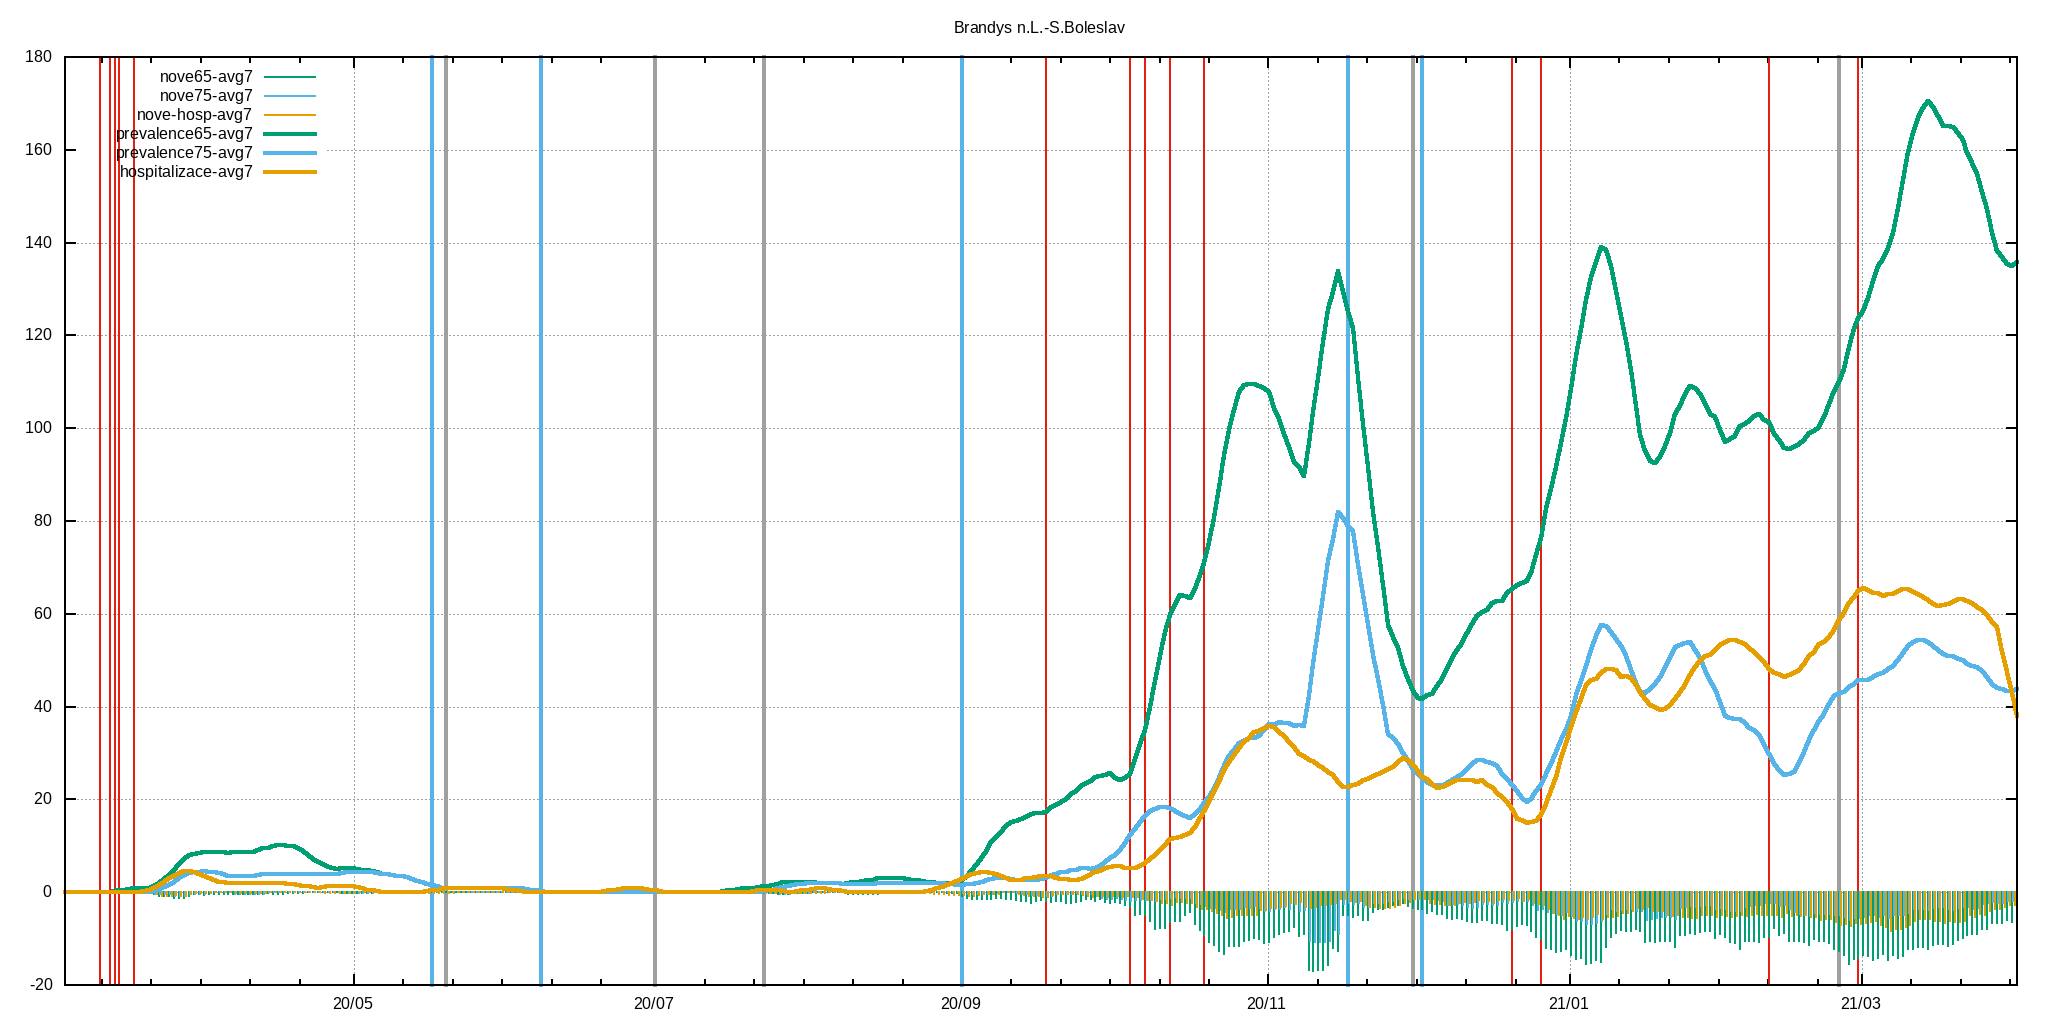 Brandys n.L.-S.Boleslav
180
160
140
120
100
80
60
40
20
0
-20
nove65-avg7
nove75-avg7
nove-hosp-avg7
prevalence65-avg7
prevalence75-avg7
hospitalizace-avg7
20/05 20/07 20/09 20/11 21/01 21/03